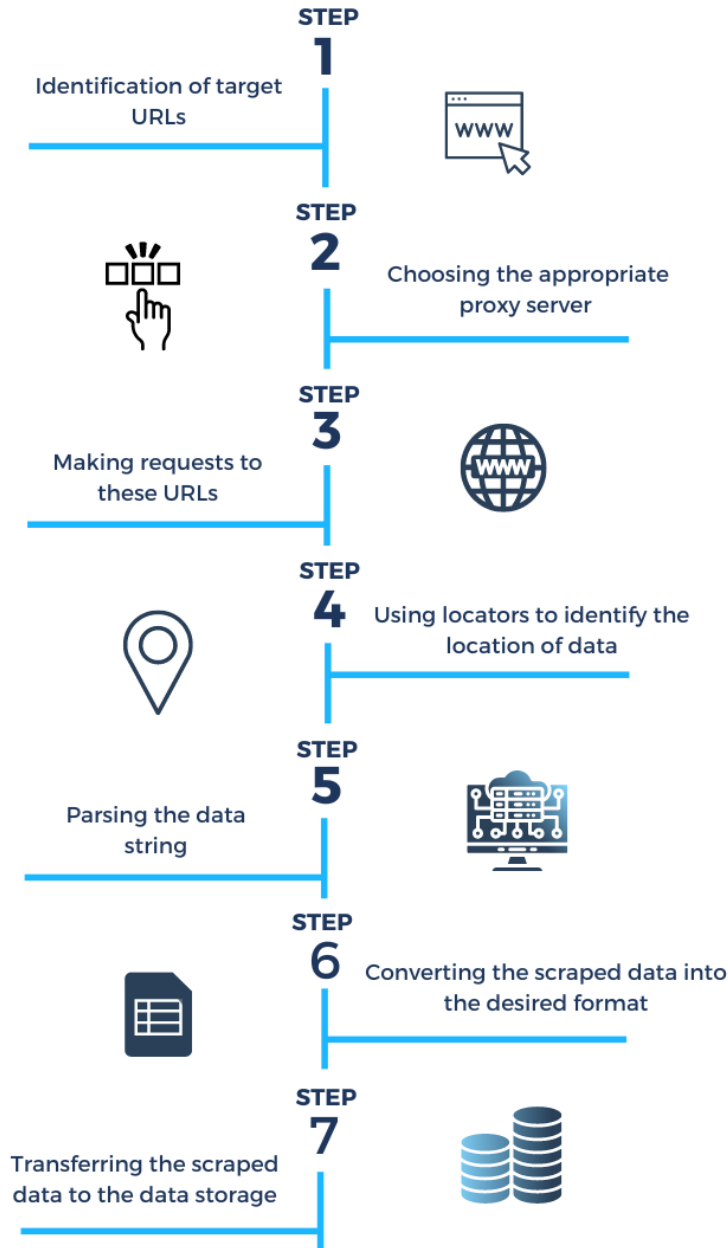 STEP
1
Identification of target
URLs
WWW
STEP
2
Choosing the appropriate
proxy server
STEP
3
Making requests to
these URLs
WWW
STEP
4
Using locators to identify the
location of data
STEP
5
Parsing the data
string
STEP
6
Converting the scraped data into
the desired format
STEP
7
Transferring the scraped
data to the data storage